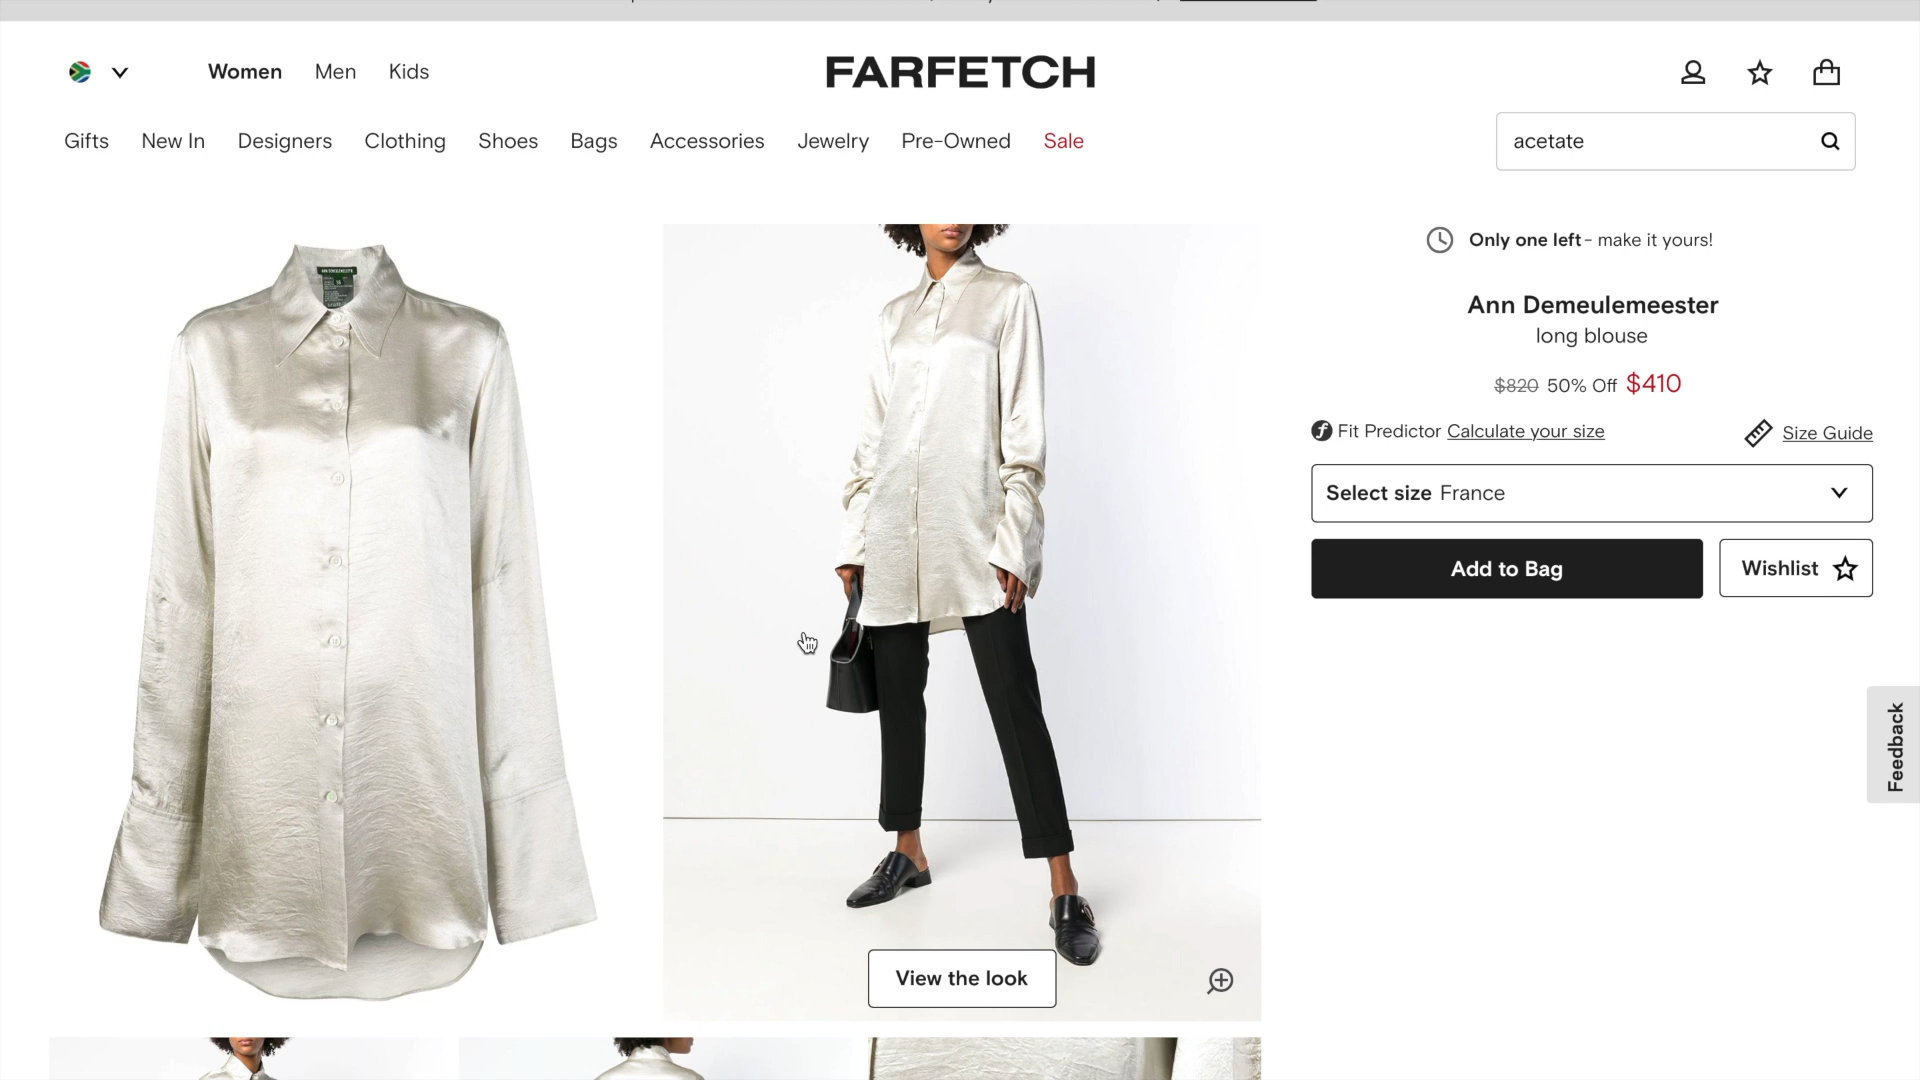 Women Men Kids
FARFETCH
Gifts New In Designers Clothing Shoes Bags Accessories Jewelry Pre-Owned Sale
acetate
Only one left - make it yours!
Ann Demeulemeester
long blouse
$820 50% Off $410
Fit Predictor Calculate your size
Size Guide
Select size France
Add to Bag
Wishlist
Feedback
View the look